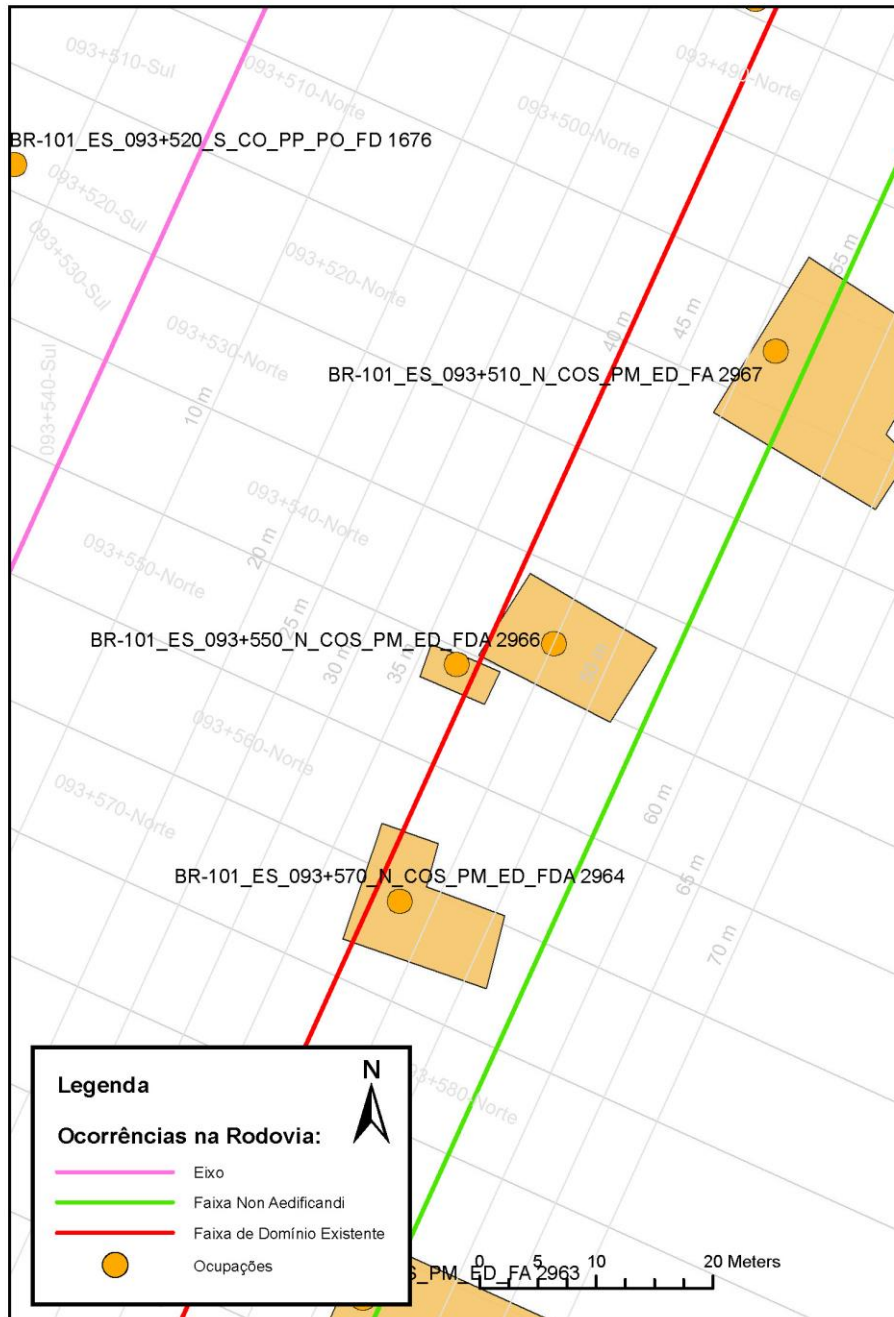 093+510-Sul
093+510-Norte
093+490-Norte
093+500-Norte
BR-101_ES_093+520_S_CO_PP_PO_FD 1676
093+520-Sul
093+530-Sul
093+520-Norte
55 m
45 m
40 m
093+530-Norte
093+540-Sul
BR-101_ES_093+510_N_COS_PM_ED_FA 2967
10 m
093+540-Norte
20 m
093+550-Norte
25 m
BR-101_ES_093+550_N_COS_PM_ED_FDA 2966
30 m
35 m
093+560-Norte
60 m
093+570-Norte
BR-101_ES_093+570_N_COS_PM_ED_FDA 2964
65 m
70 m
N
Legenda
Ocorrências na Rodovia:
Eixo
Faixa Non Aedificandi
Faixa de Domínio Existente
Ocupações
93+580-Norte
S_PM_ED_FA 2963
0 5 10 20 Meters